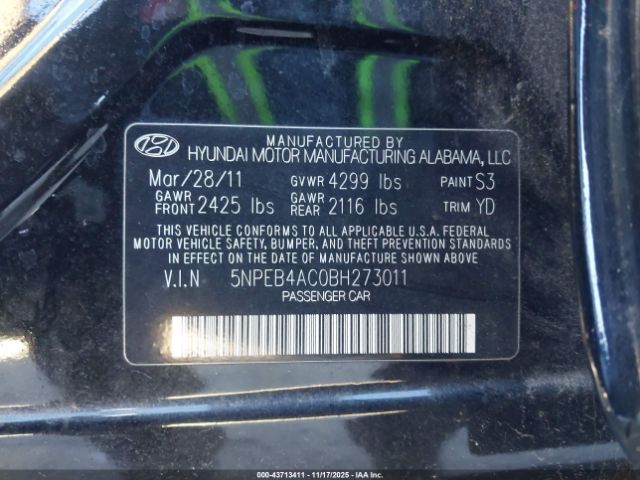 MANUFACTURED BY
HYUNDAI MOTOR MANUFACTURING ALABAMA, LLC
Mar/28/11 GVWR 4299 lbs PAINT S3
GAWR FRONT 2425 lbs GAWR REAR 2116 lbs TRIM YD
THIS VEHICLE CONFORMS TO ALL APPLICABLE U.S.A. FEDERAL
MOTOR VEHICLE SAFETY, BUMPER, AND THEFT PREVENTION STANDARDS
IN EFFECT ON THE DATE OF MANUFACTURE SHOWN ABOVE
V.I.N 5NPEB4AC0BH273011
PASSENGER CAR
000-43713411 - 11/17/2025 - IAAI.COM